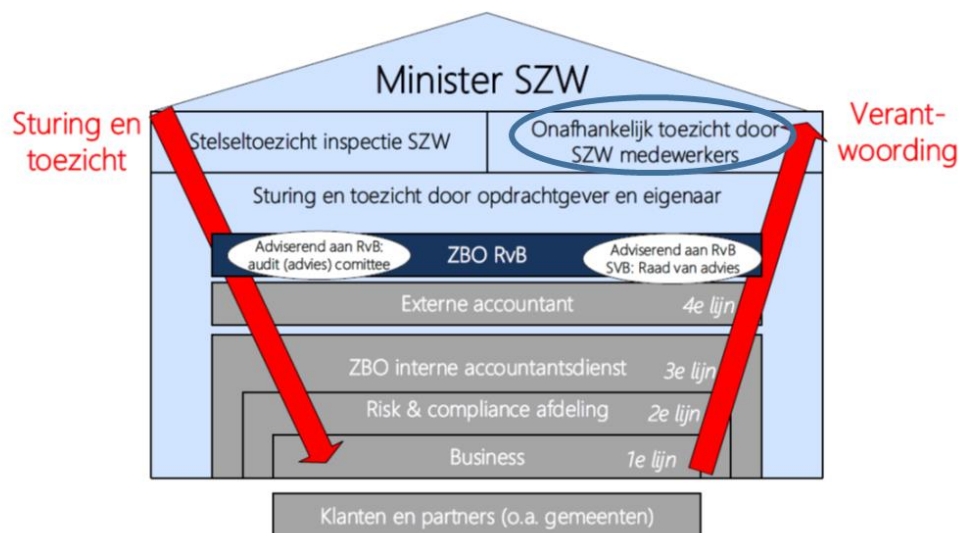 Minister SZW
Sturing en
toezicht
Verant-
woording
Stelseltoezicht inspectie SZW
Onafhankelijk toezicht door
SZW medewerkers
Sturing en toezicht door opdrachtgever en eigenaar
Adviserend aan RvB:
audit (advies) comittee
ZBO RvB
Adviserend aan RvB
SVB: Raad van advies
Externe accountant
4e lijn
ZBO interne accountantsdienst
3e lijn
Risk & compliance afdeling
2e lijn
Business
1e lijn
Klanten en partners (o.a. gemeenten)